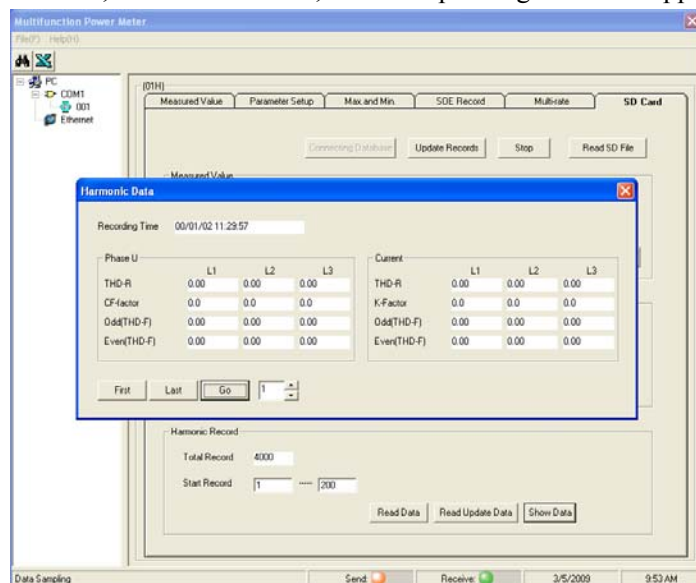 Multifunction Power Meter
File(F) Help(H)
PC
COM1
001
Ethernet
(01H)
Measured Value Parameter Setup Max.and Min. SOE Record Multi-rate SD Card
Connecting Database Update Records Stop Read SD File
Measured Value
Harmonic Data
Recording Time 00/01/02 11:29:57
Phase U
L1 L2 L3
THD-R 0.00 0.00 0.00
CF-factor 0.0 0.0 0.0
Odd(THD-F) 0.00 0.00 0.00
Even(THD-F) 0.00 0.00 0.00
Current
L1 L2 L3
THD-R 0.00 0.00 0.00
K-Factor 0.0 0.0 0.0
Odd(THD-F) 0.00 0.00 0.00
Even(THD-F) 0.00 0.00 0.00
First Last Go 1
Harmonic Record
Total Record 4000
Start Record 1 ---- 200
Read Data Read Update Data Show Data
Data Sampling Send: Receive: 3/5/2009 9:53 AM